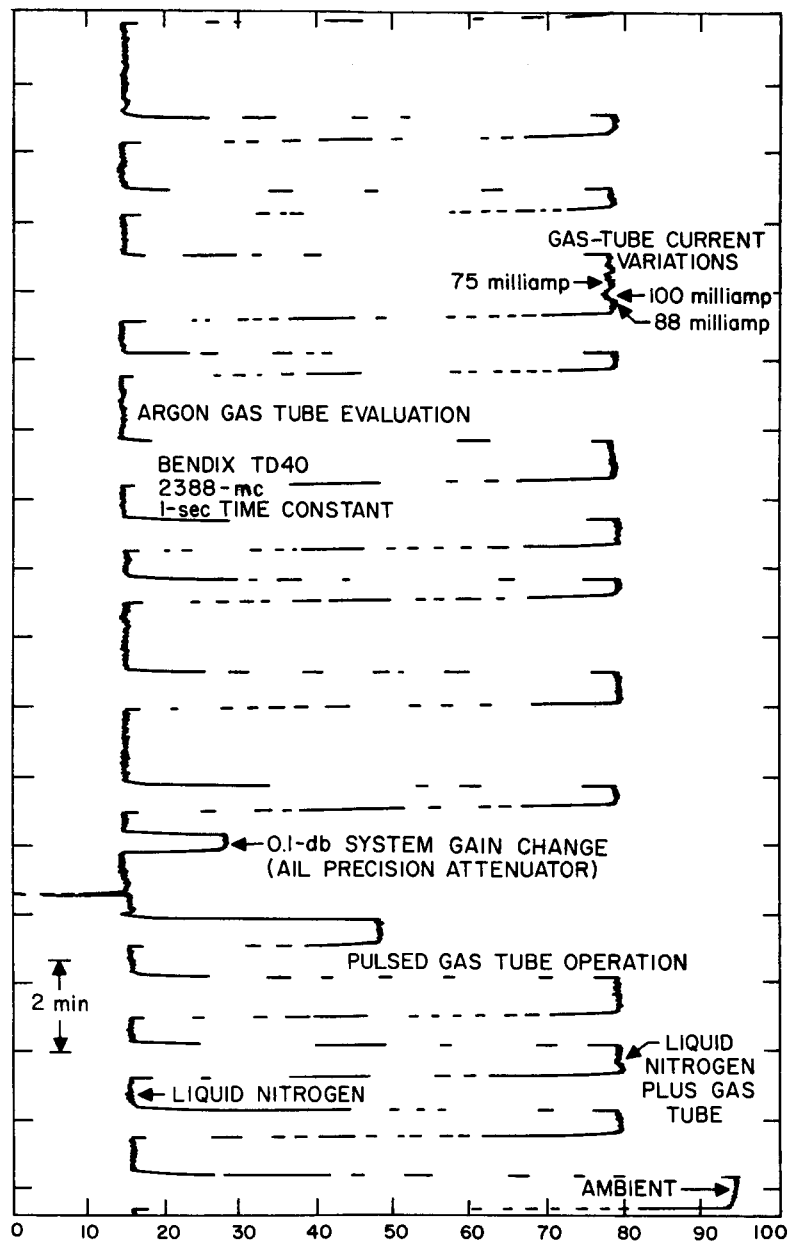 GAS-TUBE CURRENT
VARIATIONS
75 milliamp
100 milliamp
88 milliamp
ARGON GAS TUBE EVALUATION
BENDIX TD40
2388-mc
1-sec TIME CONSTANT
0.1-db SYSTEM GAIN CHANGE
(AIL PRECISION ATTENUATOR)
PULSED GAS TUBE OPERATION
2 min
LIQUID
NITROGEN
PLUS GAS
TUBE
LIQUID NITROGEN
AMBIENT
0 10 20 30 40 50 60 70 80 90 100